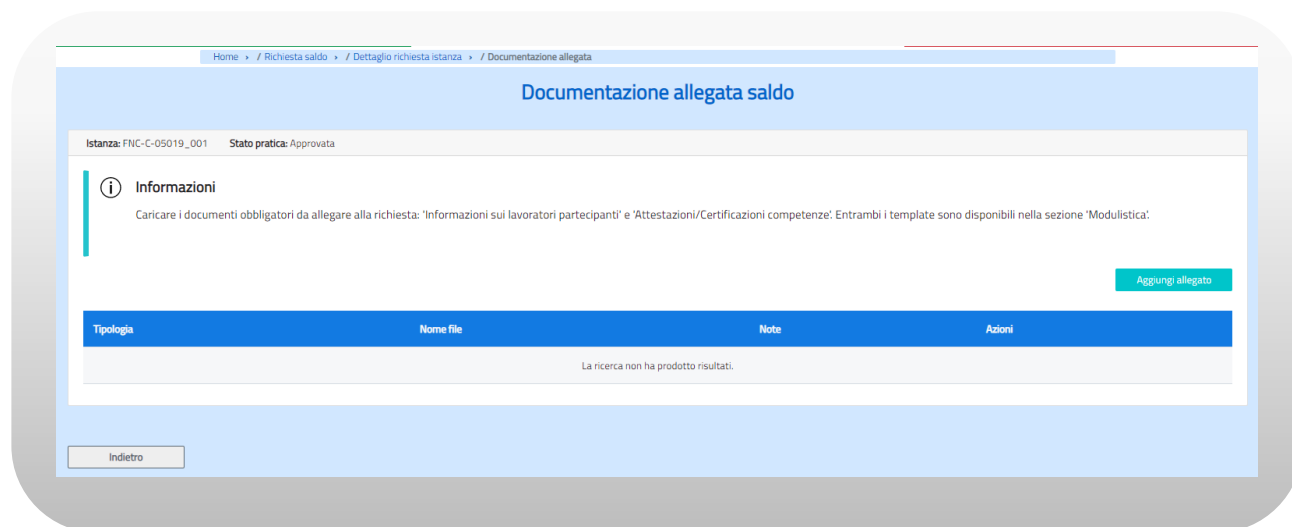 Home › / Richiesta saldo › / Dettaglio richiesta istanza › / Documentazione allegata
Documentazione allegata saldo
Istanza: FNC-C-05019_001 Stato pratica: Approvata
Informazioni
Caricare i documenti obbligatori da allegare alla richiesta: 'Informazioni sui lavoratori partecipanti' e 'Attestazioni/Certificazioni competenze'. Entrambi i template sono disponibili nella sezione 'Modulistica'.
Aggiungi allegato
Tipologia Nome file Note Azioni
La ricerca non ha prodotto risultati.
Indietro